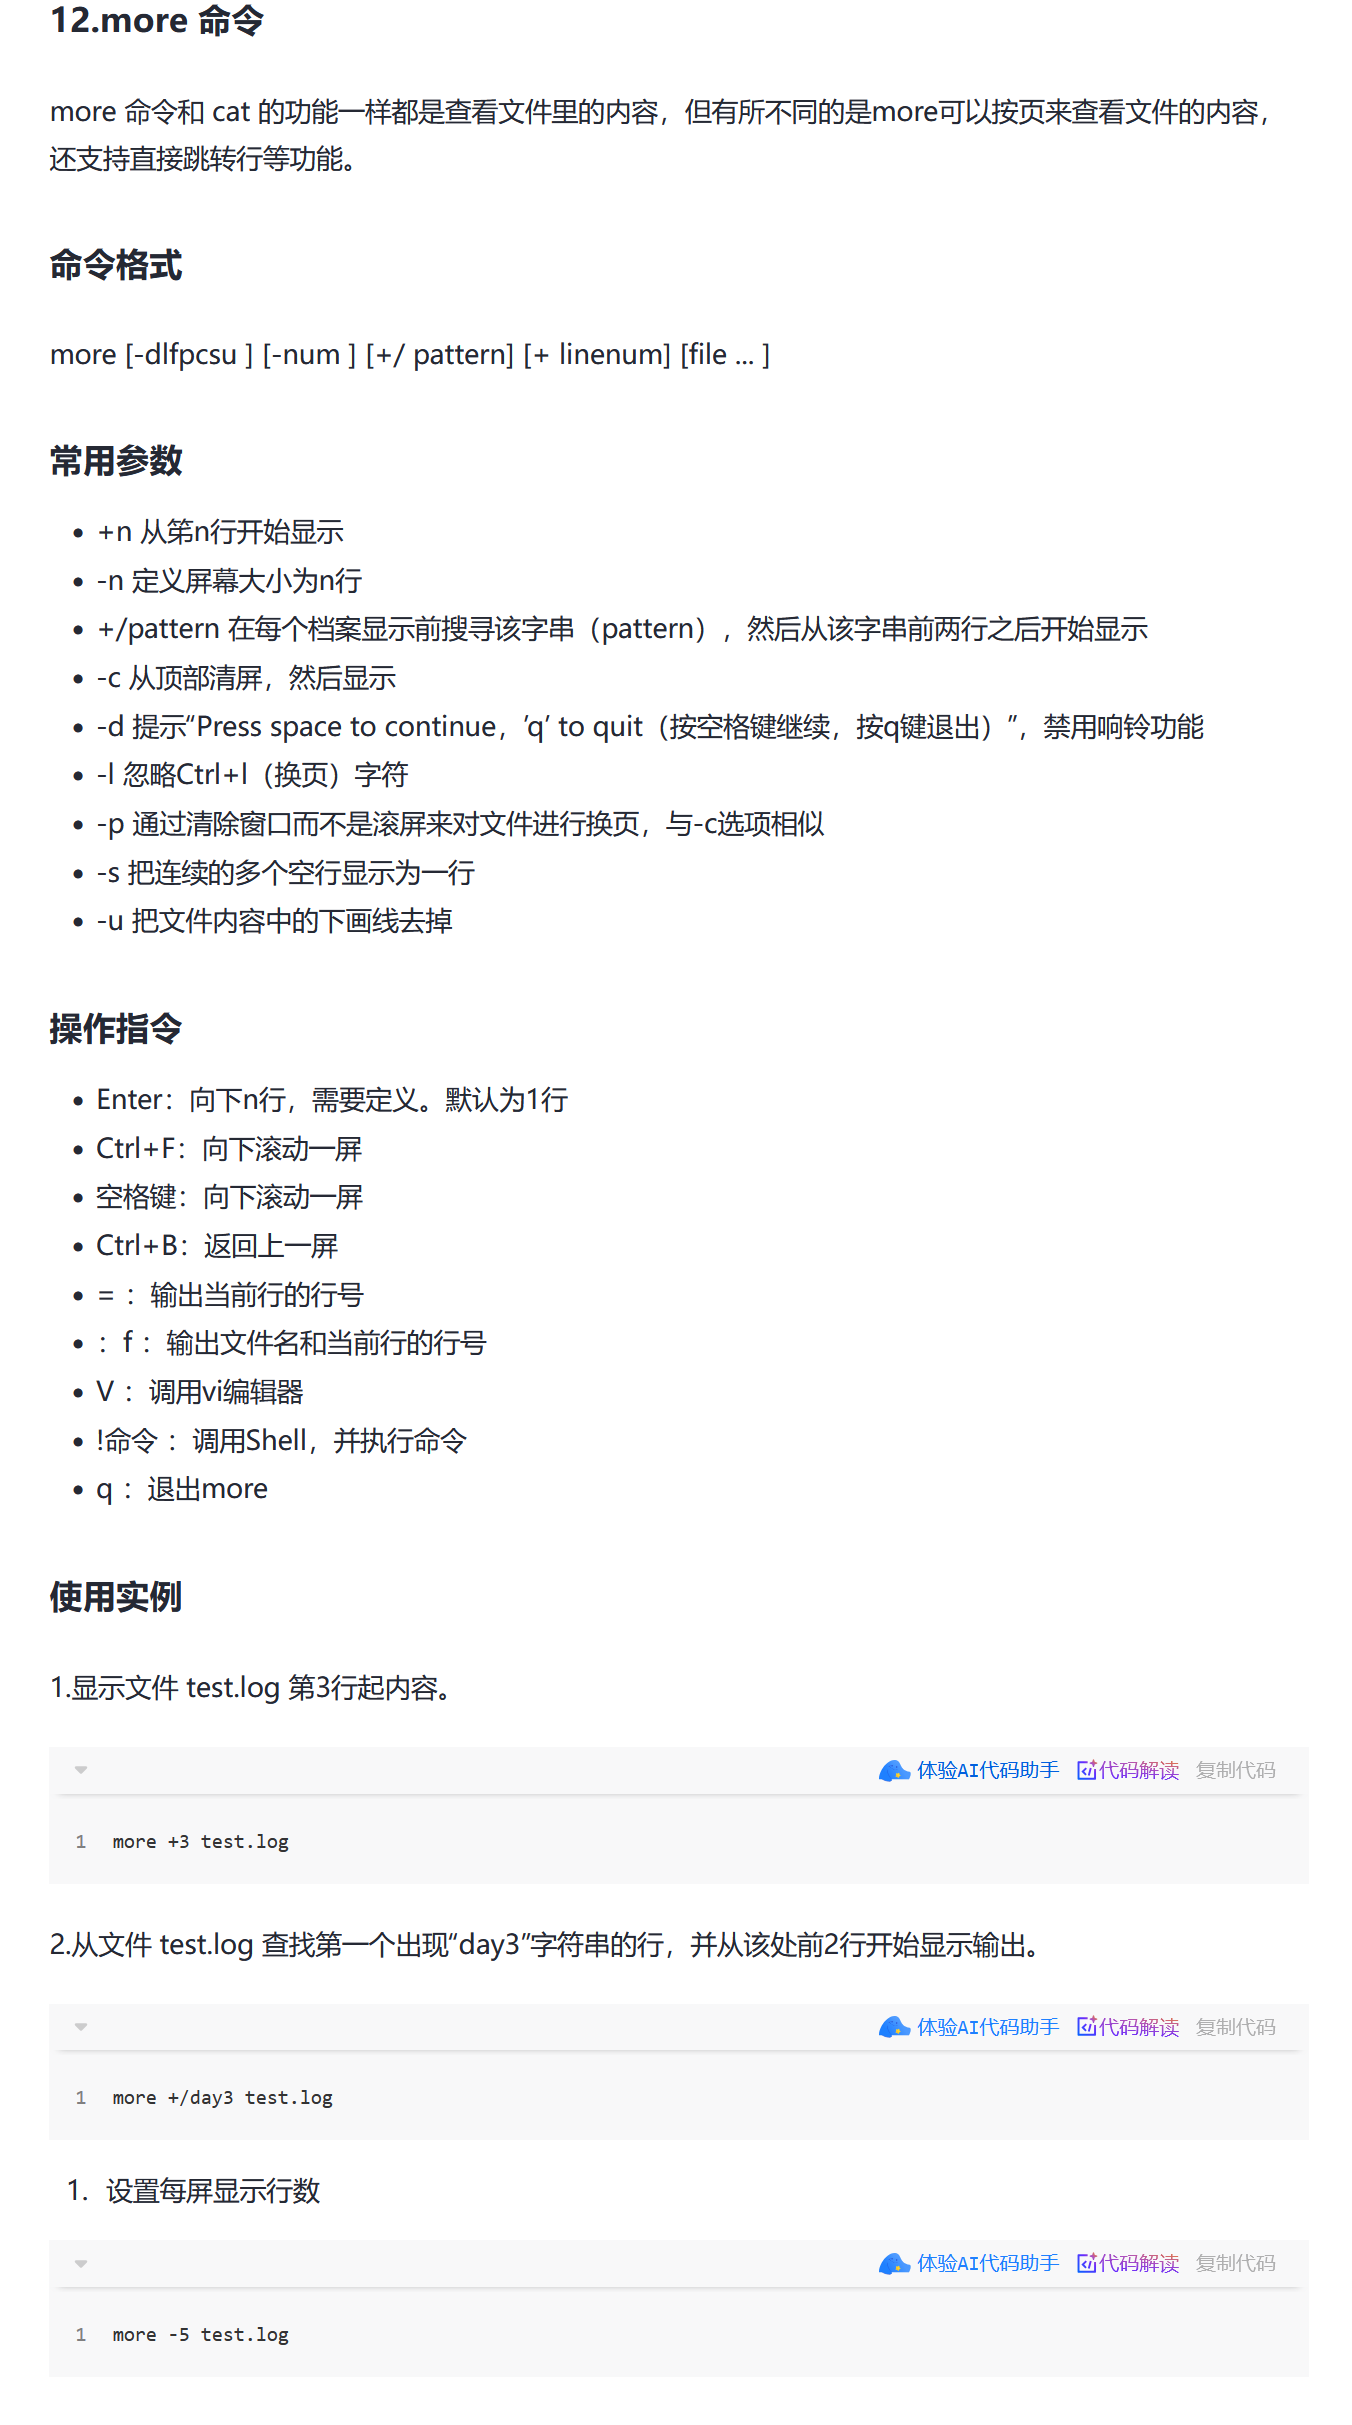 12.more 命令
more 命令和 cat 的功能一样都是查看文件里的内容，但有所不同的是more可以按页来查看文件的内容，
还支持直接跳转行等功能。
命令格式
more [-dlfpcsu ] [-num ] [+/ pattern] [+ linenum] [file ... ]
常用参数
+n 从笫n行开始显示
-n 定义屏幕大小为n行
+/pattern 在每个档案显示前搜寻该字串（pattern），然后从该字串前两行之后开始显示
-c 从顶部清屏，然后显示
-d 提示“Press space to continue，’q’ to quit（按空格键继续，按q键退出）”，禁用响铃功能
-l 忽略Ctrl+l（换页）字符
-p 通过清除窗口而不是滚屏来对文件进行换页，与-c选项相似
-s 把连续的多个空行显示为一行
-u 把文件内容中的下画线去掉
操作指令
Enter：向下n行，需要定义。默认为1行
Ctrl+F：向下滚动一屏
空格键：向下滚动一屏
Ctrl+B：返回上一屏
= ：输出当前行的行号
：f ：输出文件名和当前行的行号
V ：调用vi编辑器
!命令 ：调用Shell，并执行命令
q ：退出more
使用实例
1.显示文件 test.log 第3行起内容。
体验AI代码助手 代码解读 复制代码
1 more +3 test.log
2.从文件 test.log 查找第一个出现“day3”字符串的行，并从该处前2行开始显示输出。
体验AI代码助手 代码解读 复制代码
1 more +/day3 test.log
1. 设置每屏显示行数
体验AI代码助手 代码解读 复制代码
1 more -5 test.log